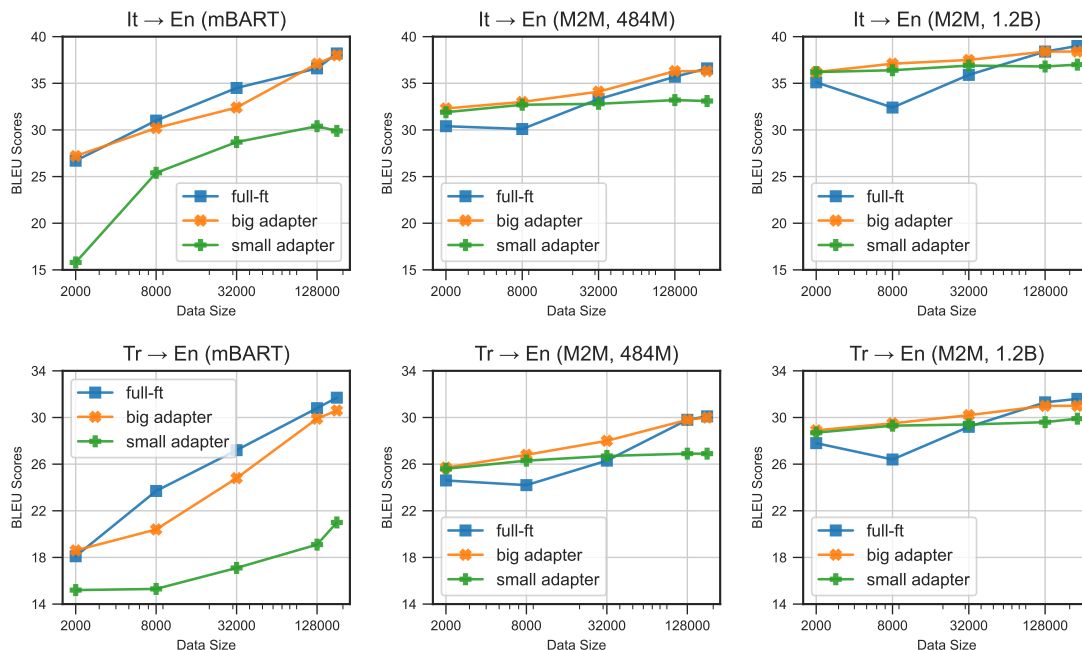 It → En (mBART)
40
35
30
25
20
15
BLEU Scores
full-ft
big adapter
small adapter
2000 8000 32000 128000
Data Size
It → En (M2M, 484M)
40
35
30
25
20
15
BLEU Scores
full-ft
big adapter
small adapter
2000 8000 32000 128000
Data Size
It → En (M2M, 1.2B)
40
35
30
25
20
15
BLEU Scores
full-ft
big adapter
small adapter
2000 8000 32000 128000
Data Size
Tr → En (mBART)
34
30
26
22
18
14
BLEU Scores
full-ft
big adapter
small adapter
2000 8000 32000 128000
Data Size
Tr → En (M2M, 484M)
34
30
26
22
18
14
BLEU Scores
full-ft
big adapter
small adapter
2000 8000 32000 128000
Data Size
Tr → En (M2M, 1.2B)
34
30
26
22
18
14
BLEU Scores
full-ft
big adapter
small adapter
2000 8000 32000 128000
Data Size